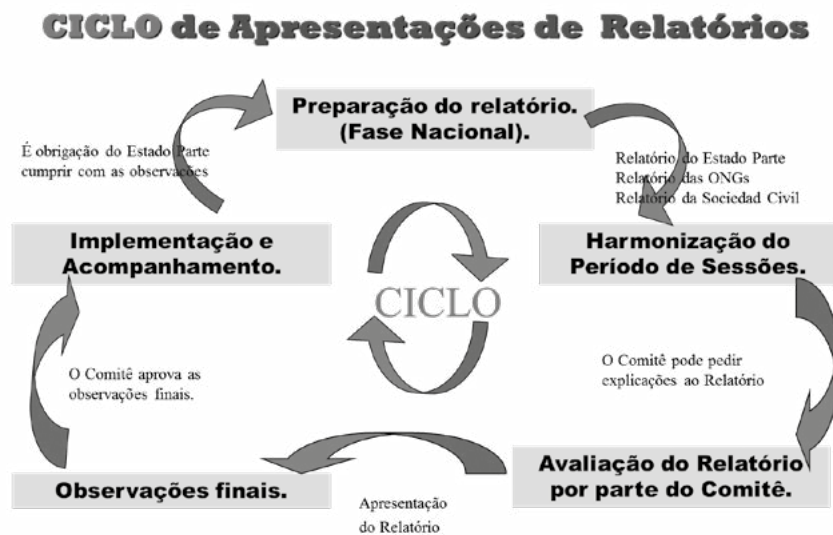 CICLO de Apresentações de Relatórios
Preparação do relatório.
(Fase Nacional).
Relatório do Estado Parte
Relatório das ONGs
Relatório da Sociedad Civil
Harmonização do
Período de Sessões.
O Comitê pode pedir
explicações ao Relatório
Avaliação do Relatório
por parte do Comitê.
Apresentação
do Relatório
Observações finais.
O Comitê aprova as
observações finais.
Implementação e
Acompanhamento.
É obrigação do Estado Parte
cumprir com as observações
CICLO